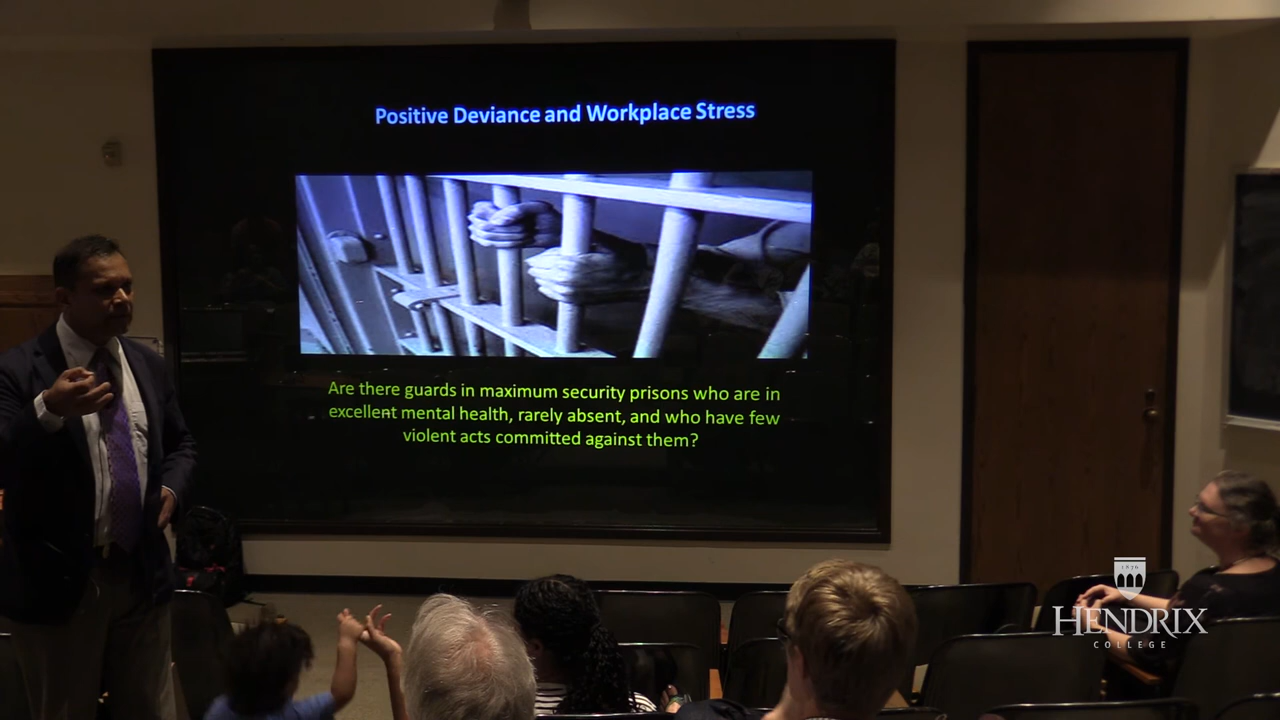 Positive Deviance and Workplace Stress
Are there guards in maximum security prisons who are in
excellent mental health, rarely absent, and who have few
violent acts committed against them?
1876
HENDRIX
COLLEGE